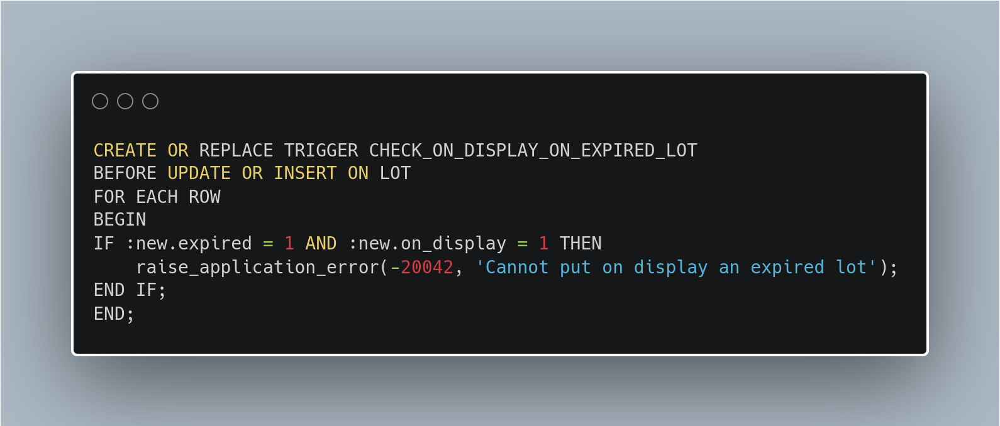 CREATE OR REPLACE TRIGGER CHECK_ON_DISPLAY_ON_EXPIRED_LOT
BEFORE UPDATE OR INSERT ON LOT
FOR EACH ROW
BEGIN
IF :new.expired = 1 AND :new.on_display = 1 THEN
    raise_application_error(-20042, 'Cannot put on display an expired lot');
END IF;
END;